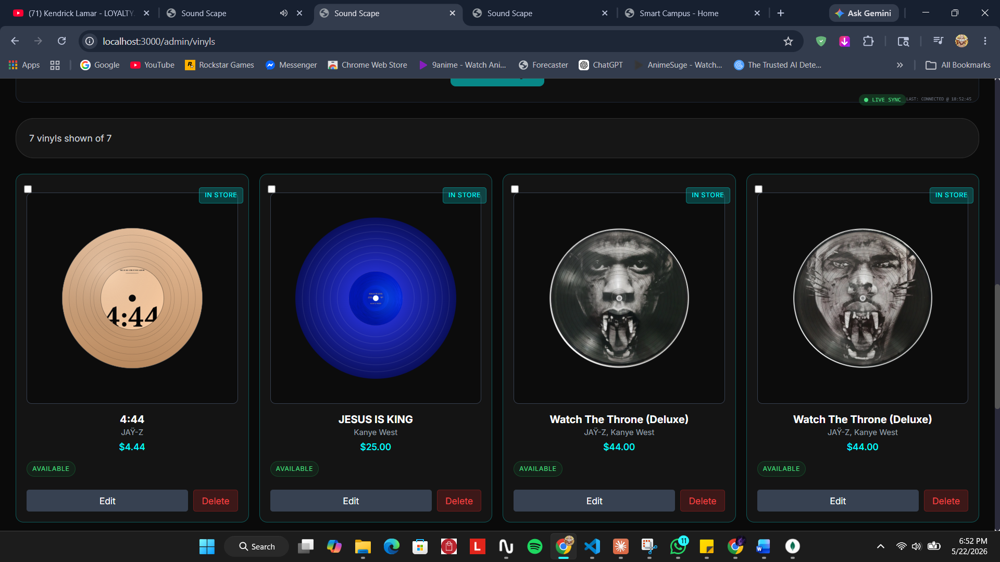 (71) Kendrick Lamar - LOYALTY.
Sound Scape
Sound Scape
Sound Scape
Smart Campus - Home
Ask Gemini
localhost:3000/admin/vinyls
Apps
Google
YouTube
Rockstar Games
Messenger
Chrome Web Store
9anime - Watch Ani...
Forecaster
ChatGPT
AnimeSuge - Watch...
The Trusted AI Dete...
All Bookmarks
LIVE SYNC
LAST: CONNECTED @ 18:52:45
7 vinyls shown of 7
IN STORE
IN STORE
IN STORE
IN STORE
4:44
4:44
JAŸ-Z
$4.44
AVAILABLE
Edit
Delete
JESUS IS KING
Kanye West
$25.00
AVAILABLE
Edit
Delete
Watch The Throne (Deluxe)
JAŸ-Z, Kanye West
$44.00
AVAILABLE
Edit
Delete
Watch The Throne (Deluxe)
JAŸ-Z, Kanye West
$44.00
AVAILABLE
Edit
Delete
Search
11
6:52 PM
5/22/2026